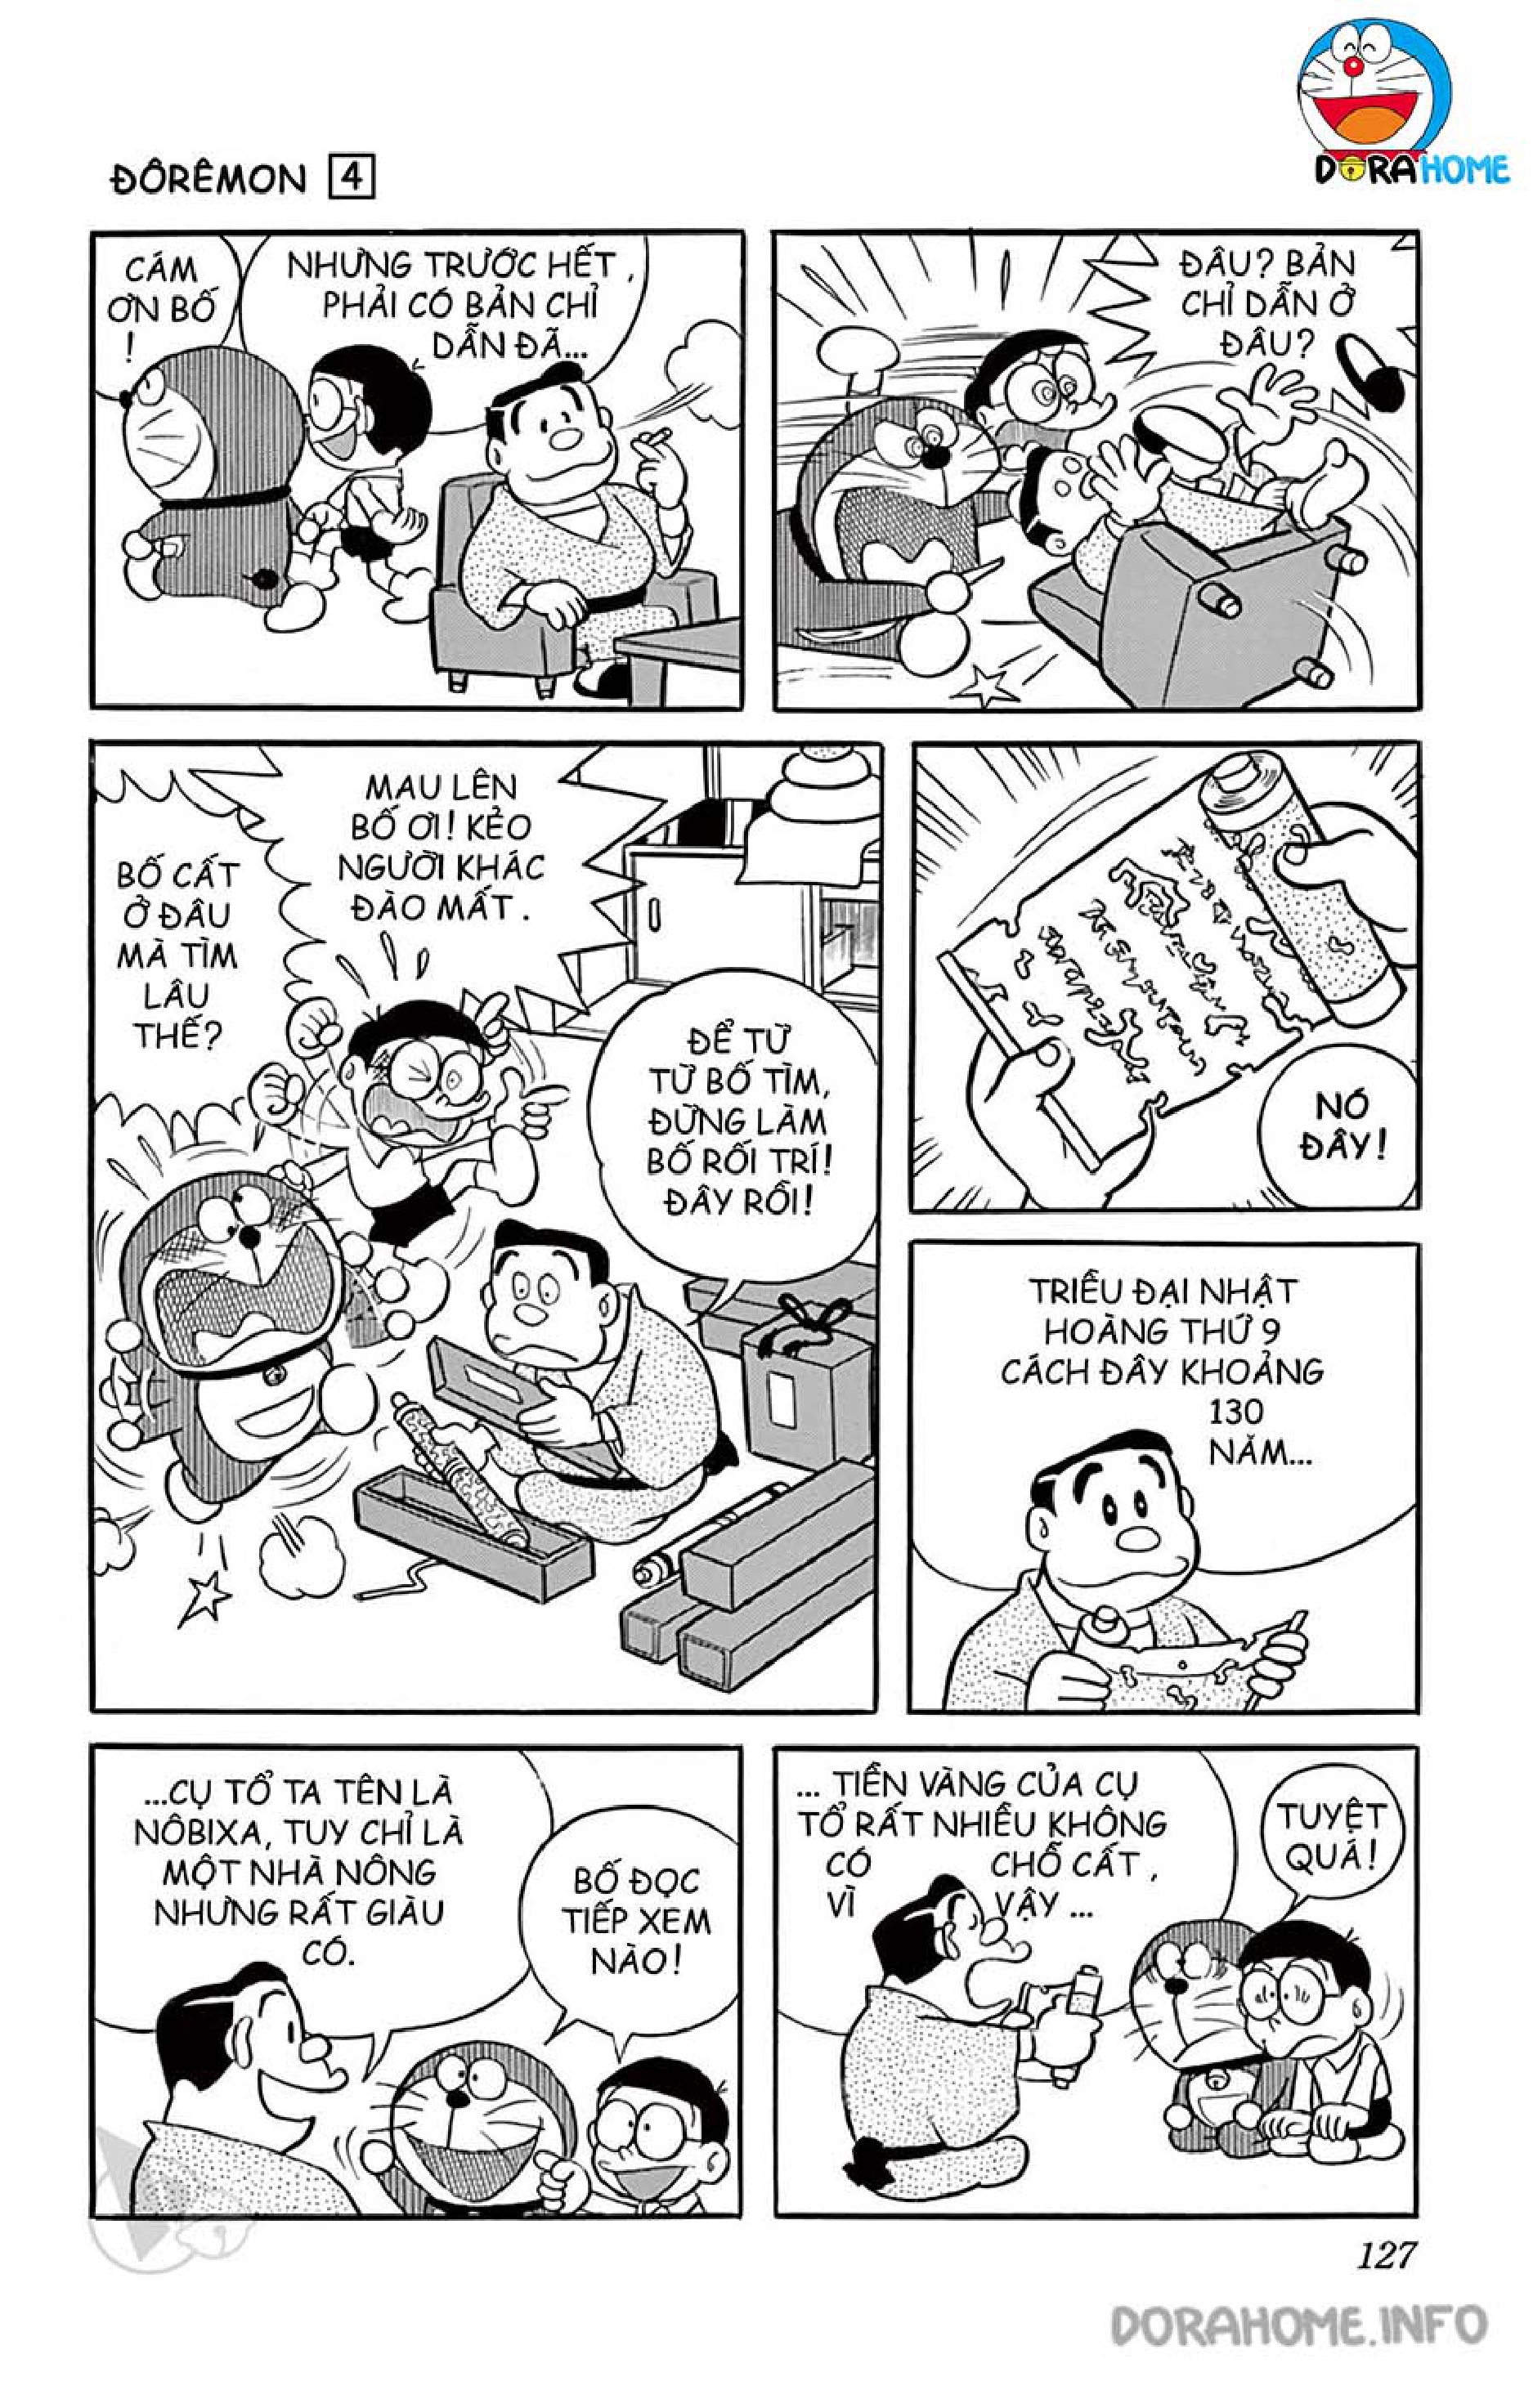 DORAHOME
ĐÔRÊMON 4
CÁM
ƠN BỐ
!
NHƯNG TRƯỚC HẾT,
PHẢI CÓ BẢN CHỈ
DẪN ĐÃ...
ĐÂU? BẢN
CHỈ DẪN Ở
ĐÂU?
MAU LÊN
BỐ ƠI! KẺO
NGƯỜI KHÁC
ĐÀO MẤT.
BỐ CẤT
Ở ĐÂU
MÀ TÌM
LÂU
THẾ?
ĐỂ TỪ
TỪ BỐ TÌM,
ĐỪNG LÀM
BỐ RỐI TRÍ!
ĐÂY RỒI!
NÓ
ĐÂY!
TRIỀU ĐẠI NHẬT
HOÀNG THỨ 9
CÁCH ĐÂY KHOẢNG
130
NĂM...
...CỤ TỔ TA TÊN LÀ
NÔBIXA, TUY CHỈ LÀ
MỘT NHÀ NÔNG
NHƯNG RẤT GIÀU
CÓ.
BỐ ĐỌC
TIẾP XEM
NÀO!
... TIỀN VÀNG CỦA CỤ
TỔ RẤT NHIỀU KHÔNG
CÓ CHỖ CẤT,
VÌ VẬY ...
TUYỆT
QUÁ!
127
DORAHOME.INFO